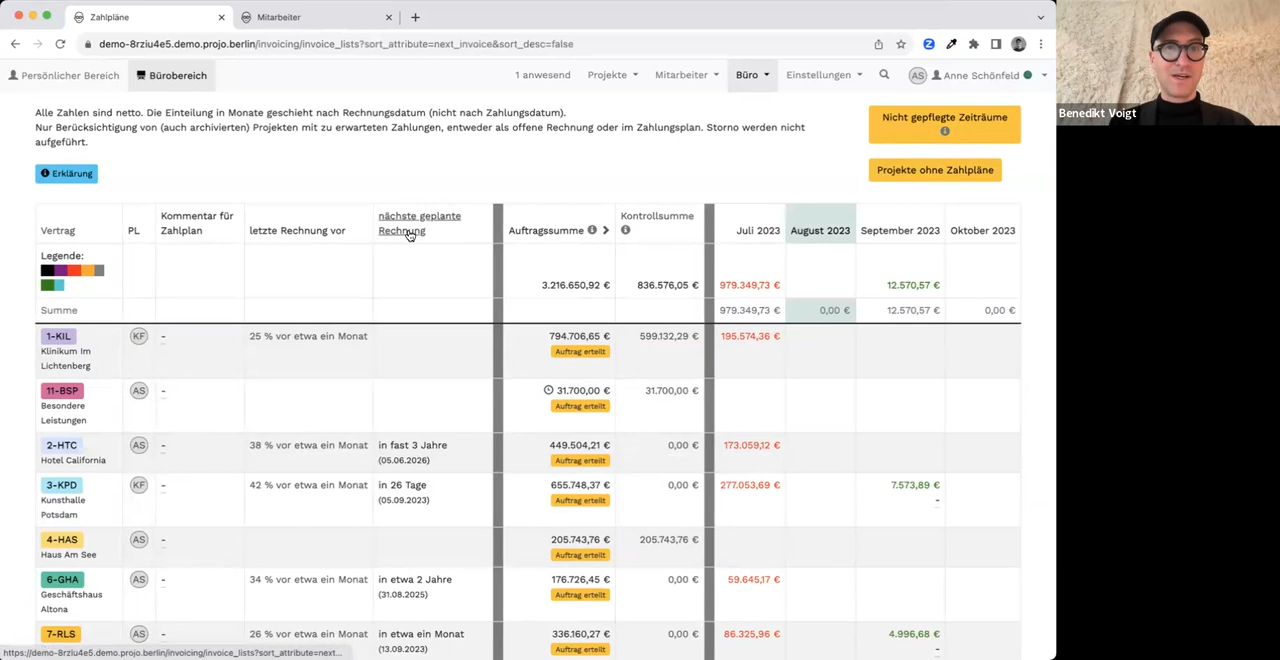 Zahlpläne
Mitarbeiter
demo-8rziu4e5.demo.projo.berlin/invoicing/invoice_lists?sort_attribute=next_invoice&sort_desc=false
Persönlicher Bereich
Bürobereich
1 anwesend
Projekte
Mitarbeiter
Büro
Einstellungen
AS
Anne Schönfeld
Benedikt Voigt
Alle Zahlen sind netto. Die Einteilung in Monate geschieht nach Rechnungsdatum (nicht nach Zahlungsdatum).
Nur Berücksichtigung von (auch archivierten) Projekten mit zu erwarteten Zahlungen, entweder als offene Rechnung oder im Zahlungsplan. Storno werden nicht
aufgeführt.
Nicht gepflegte Zeiträume
Projekte ohne Zahlpläne
Erklärung
Vertrag
PL
Kommentar für
Zahlplan
letzte Rechnung vor
nächste geplante
Rechnung
Auftragssumme
Kontrollsumme
Juli 2023
August 2023
September 2023
Oktober 2023
Legende:
3.216.650,92 €
836.576,05 €
979.349,73 €
12.570,57 €
Summe
979.349,73 €
0,00 €
12.570,57 €
0,00 €
1-KIL
Klinikum Im
Lichtenberg
KF
-
25 % vor etwa ein Monat
794.706,65 €
Auftrag erteilt
599.132,29 €
195.574,36 €
11-BSP
Besondere
Leistungen
AS
-
31.700,00 €
Auftrag erteilt
31.700,00 €
2-HTC
Hotel California
AS
-
38 % vor etwa ein Monat
in fast 3 Jahre
(05.06.2026)
449.504,21 €
Auftrag erteilt
0,00 €
173.059,12 €
3-KPD
Kunsthalle
Potsdam
KF
-
42 % vor etwa ein Monat
in 26 Tage
(05.09.2023)
655.748,37 €
Auftrag erteilt
0,00 €
277.053,69 €
7.573,89 €
-
4-HAS
Haus Am See
AS
-
205.743,76 €
Auftrag erteilt
205.743,76 €
6-GHA
Geschäftshaus
Altona
AS
-
34 % vor etwa ein Monat
in etwa 2 Jahre
(31.08.2025)
176.726,45 €
Auftrag erteilt
0,00 €
59.645,17 €
7-RLS
AS
-
26 % vor etwa ein Monat
in etwa ein Monat
(13.09.2023)
336.160,27 €
Auftrag erteilt
0,00 €
86.325,96 €
4.996,68 €
-
https://demo-8rziu4e5.demo.projo.berlin/invoicing/invoice_lists?sort_attribute=next...